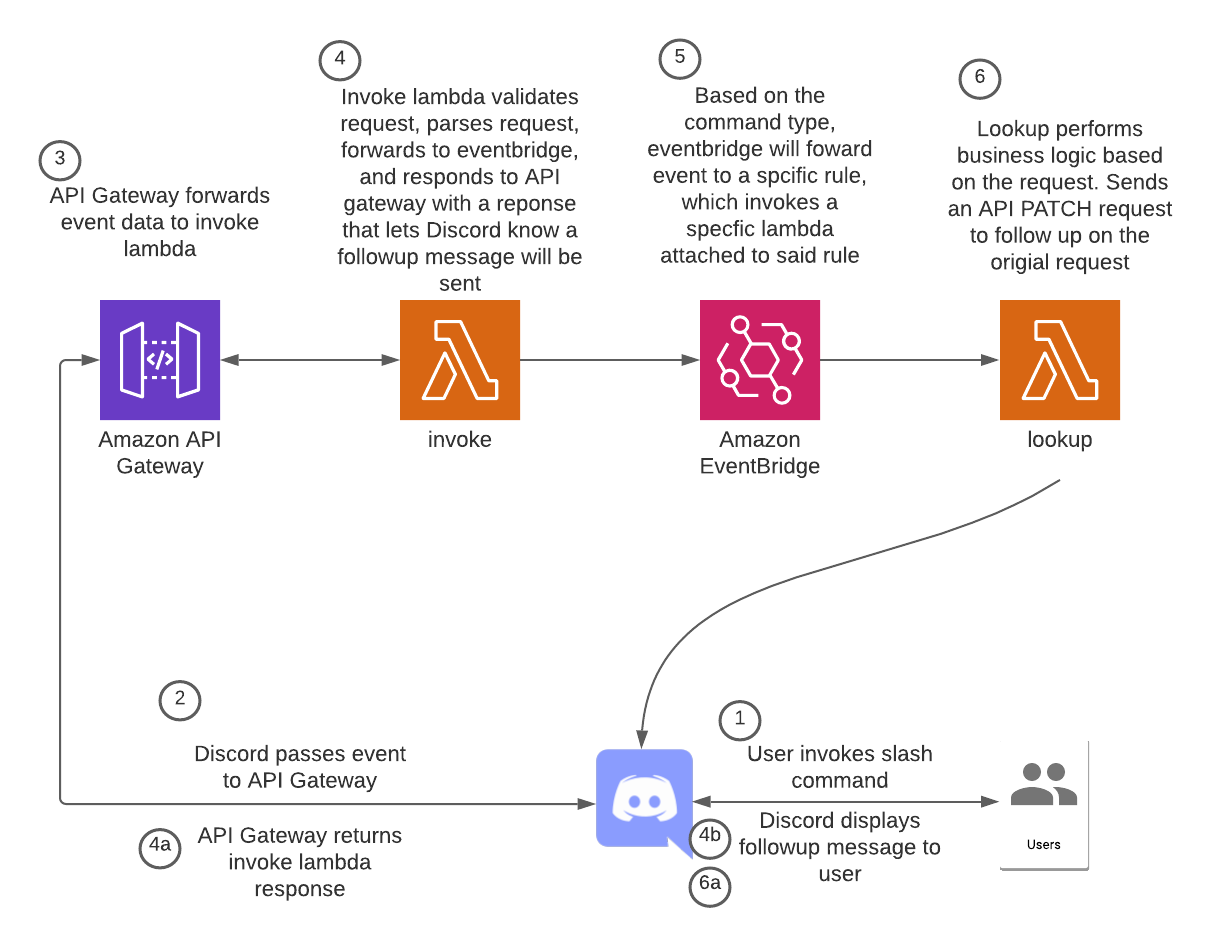 4
Invoke lambda validates
request, parses request,
forwards to eventbridge,
and responds to API
gateway with a reponse
that lets Discord know a
followup message will be
sent
5
Based on the
command type,
eventbridge will foward
event to a spcific rule,
which invokes a
specfic lambda
attached to said rule
6
Lookup performs
business logic based
on the request. Sends
an API PATCH request
to follow up on the
origial request
3
API Gateway forwards
event data to invoke
lambda
</>
Amazon API
Gateway
invoke
Amazon
EventBridge
lookup
2
Discord passes event
to API Gateway
4a
API Gateway returns
invoke lambda
response
1
User invokes slash
command
4b
6a
Discord displays
followup message to
user
Users